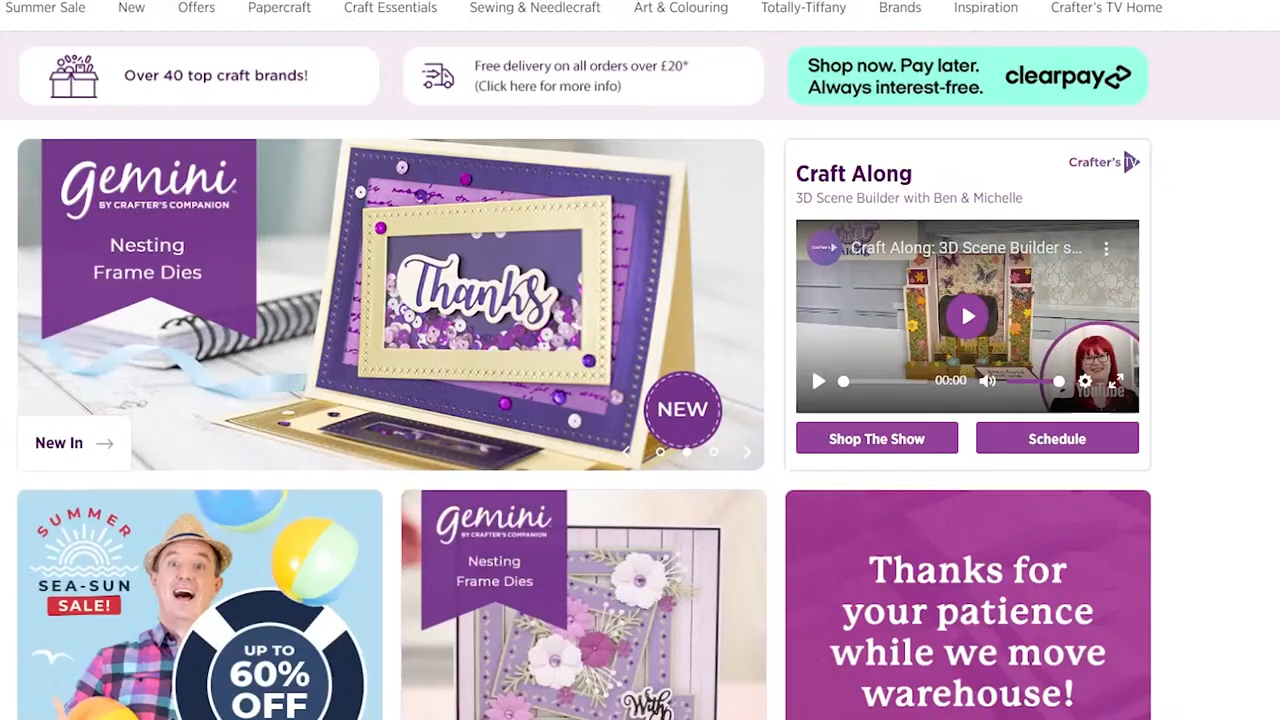 Summer Sale New Offers Papercraft Craft Essentials Sewing & Needlecraft Art & Colouring Totally-Tiffany Brands Inspiration Crafter's TV Home
Over 40 top craft brands!
Free delivery on all orders over £20*
(Click here for more info)
Shop now. Pay later.
Always interest-free.
clearpay
gemini
BY CRAFTER'S COMPANION
Nesting
Frame Dies
Thanks
NEW
New In
Crafter's TV
Craft Along
3D Scene Builder with Ben & Michelle
Craft Along: 3D Scene Builder s...
00:00
YouTube
Shop The Show
Schedule
SUMMER
SEA-SUN
SALE!
UP TO
60%
OFF
gemini
BY CRAFTER'S COMPANION
Nesting
Frame Dies
With
Thanks for
your patience
while we move
warehouse!